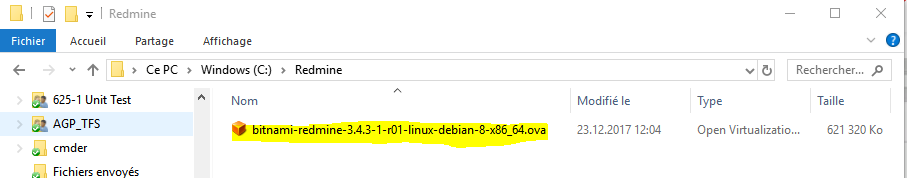 Redmine
Fichier Accueil Partage Affichage
Ce PC Windows (C:) Redmine Rechercher...
625-1 Unit Test Nom Modifié le Type Taille
AGP_TFS bitnami-redmine-3.4.3-1-r01-linux-debian-8-x86_64.ova 23.12.2017 12:04 Open Virtualizatio... 621 320 Ko
cmder
Fichiers envoyés